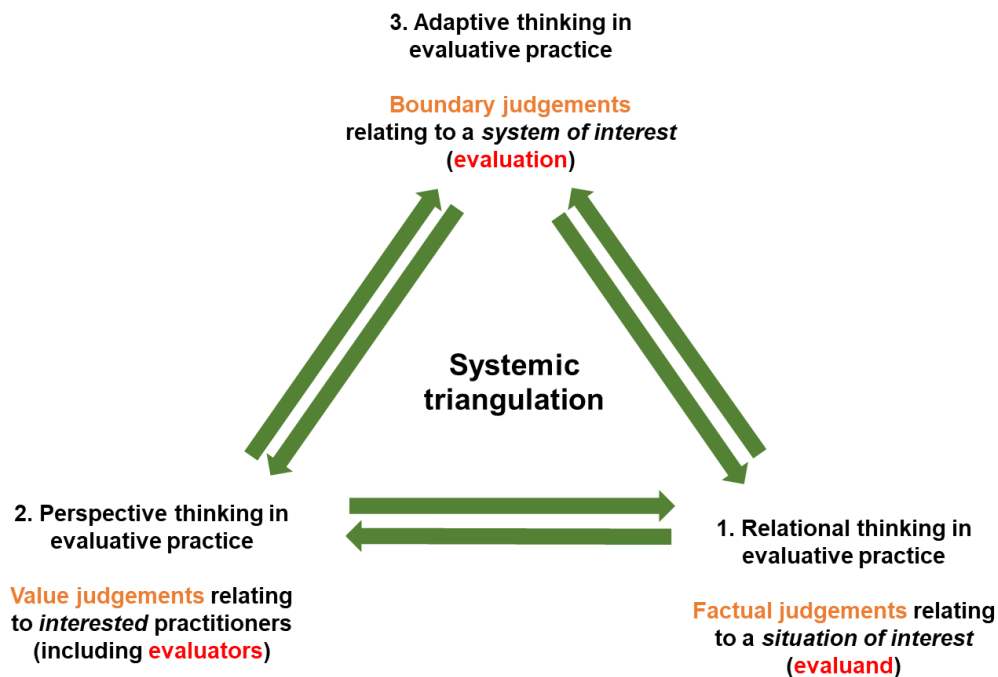 3. Adaptive thinking in
evaluative practice
Boundary judgements
relating to a system of interest
(evaluation)
Systemic
triangulation
2. Perspective thinking in
evaluative practice
Value judgements relating
to interested practitioners
(including evaluators)
1. Relational thinking in
evaluative practice
Factual judgements relating
to a situation of interest
(evaluand)